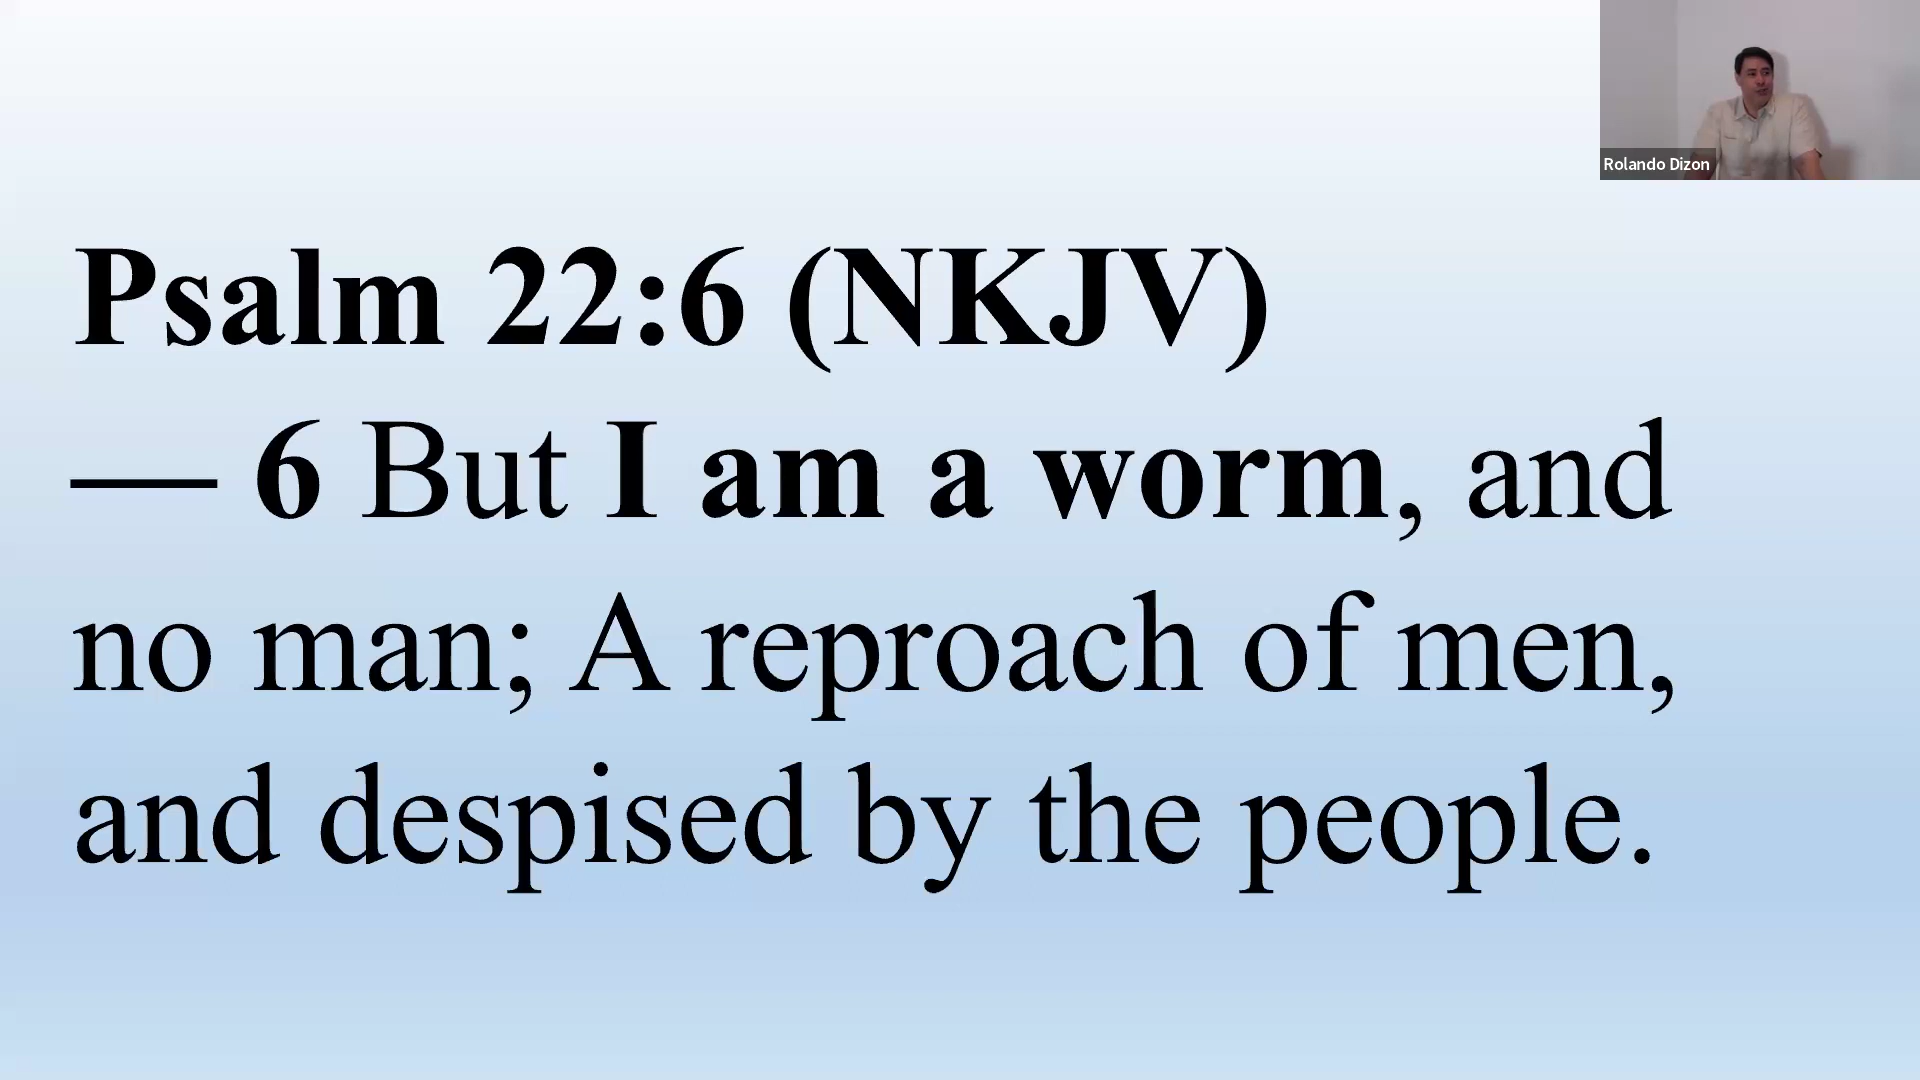 Rolando Dizon
Psalm 22:6 (NKJV)
— 6 But I am a worm, and
no man; A reproach of men,
and despised by the people.